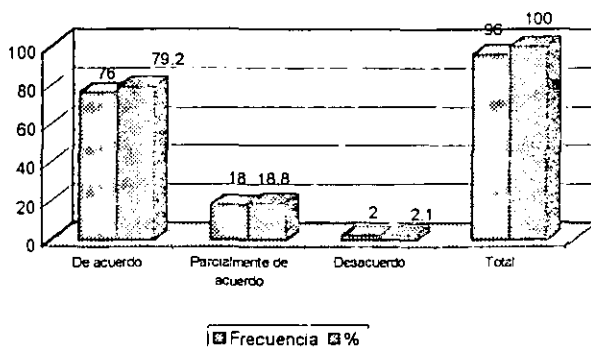 100
80
60
40
20
0
76
79,2
18
18,8
2
2.1
96
100
De acuerdo
Parcialmente de
acuerdo
Desacuerdo
Total
Frecuencia
%